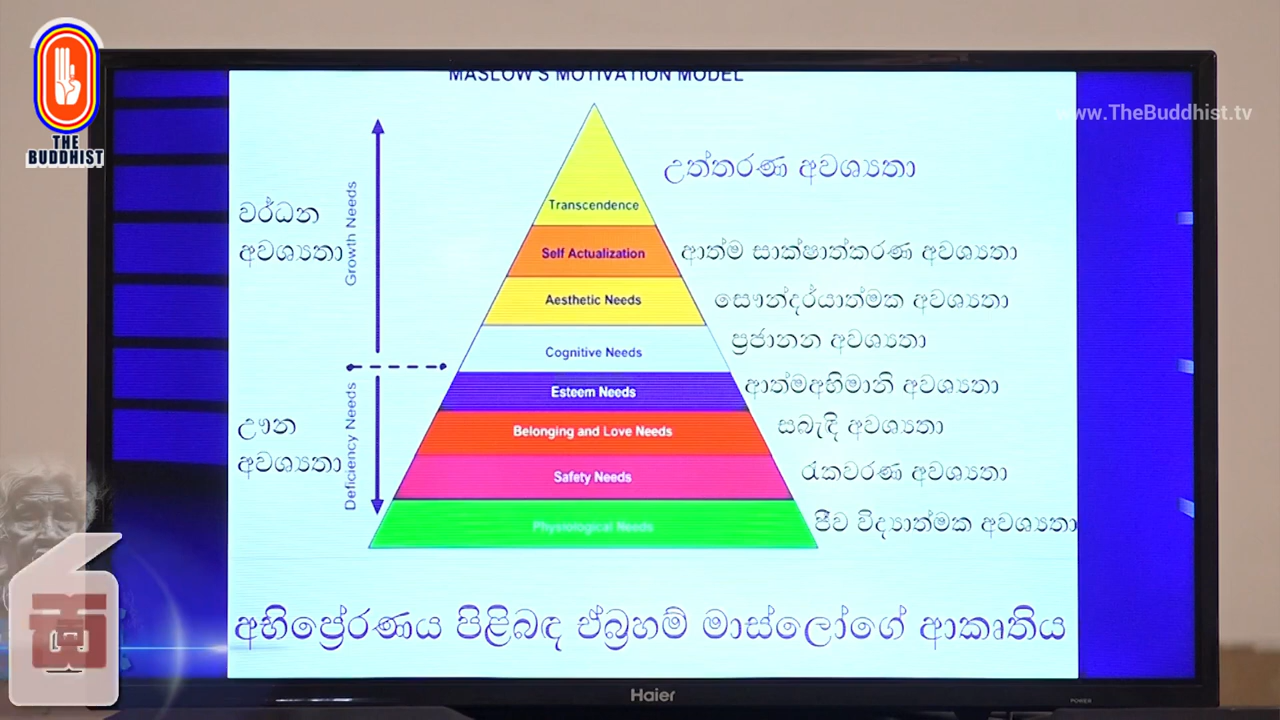 THE
BUDDHIST
www.TheBuddhist.tv
MASLOW'S MOTIVATION MODEL
උත්තරණ අවශ්‍යතා
Transcendence
වර්ධන
අවශ්‍යතා
Growth Needs
Self Actualization
ආත්ම සාක්ෂාත්කරණ අවශ්‍යතා
Aesthetic Needs
සෞන්දර්යාත්මක අවශ්‍යතා
ප්‍රජානන අවශ්‍යතා
Cognitive Needs
ආත්මඅභිමානි අවශ්‍යතා
Esteem Needs
Deficiency Needs
ඌන
අවශ්‍යතා
Belonging and Love Needs
සබැඳි අවශ්‍යතා
Safety Needs
රැකවරණ අවශ්‍යතා
Physiological Needs
ජීව විද්‍යාත්මක අවශ්‍යතා
අභිප්‍රේරණය පිළිබඳ ඒබ්‍රහම් මාස්ලෝගේ ආකෘතිය
Haier
POWER